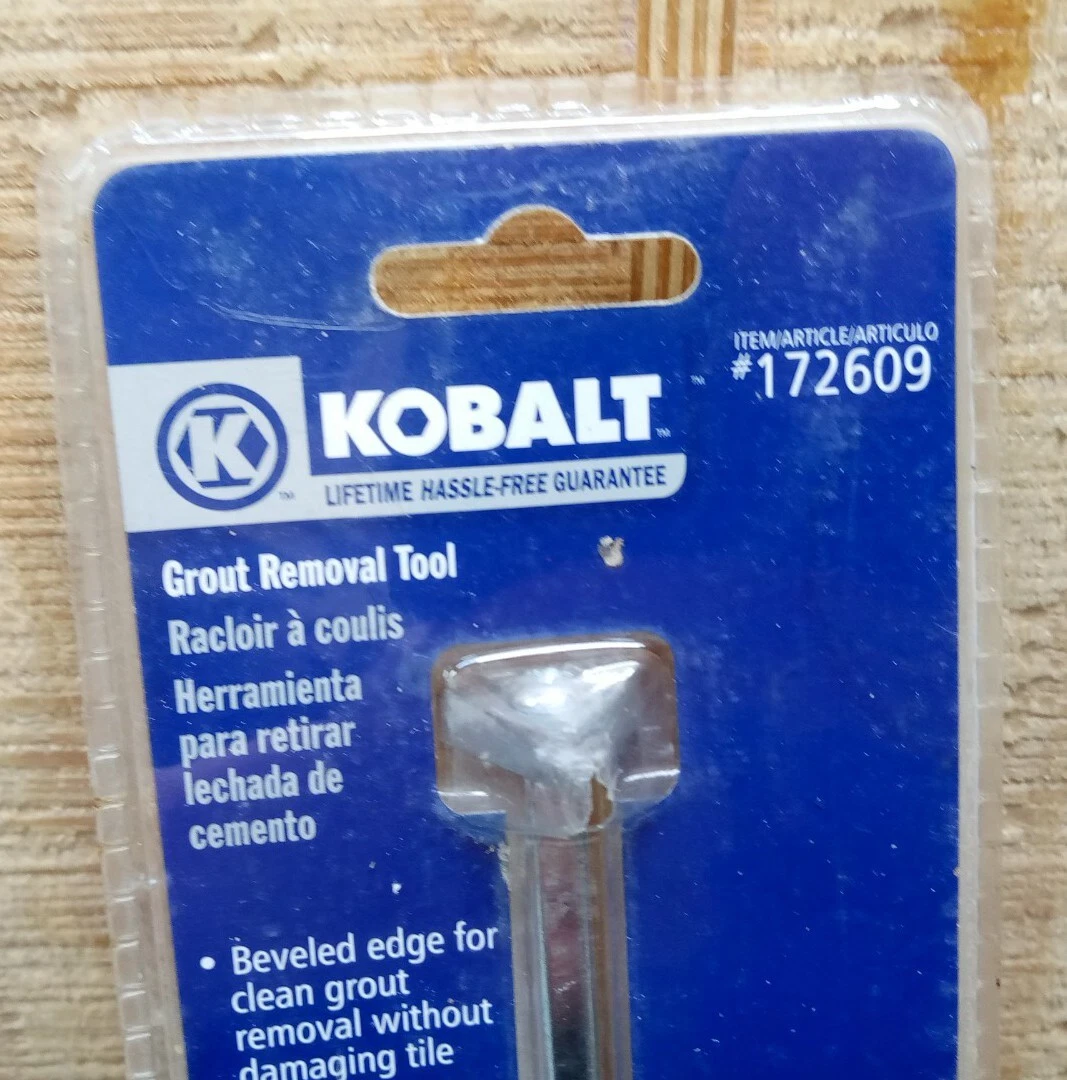 ITEM/ARTICLE/ARTICULO
#172609
K
KOBALT™
LIFETIME HASSLE-FREE GUARANTEE
Grout Removal Tool
Racloir à coulis
Herramienta
para retirar
lechada de
cemento
• Beveled edge for
clean grout
removal without
damaging tile